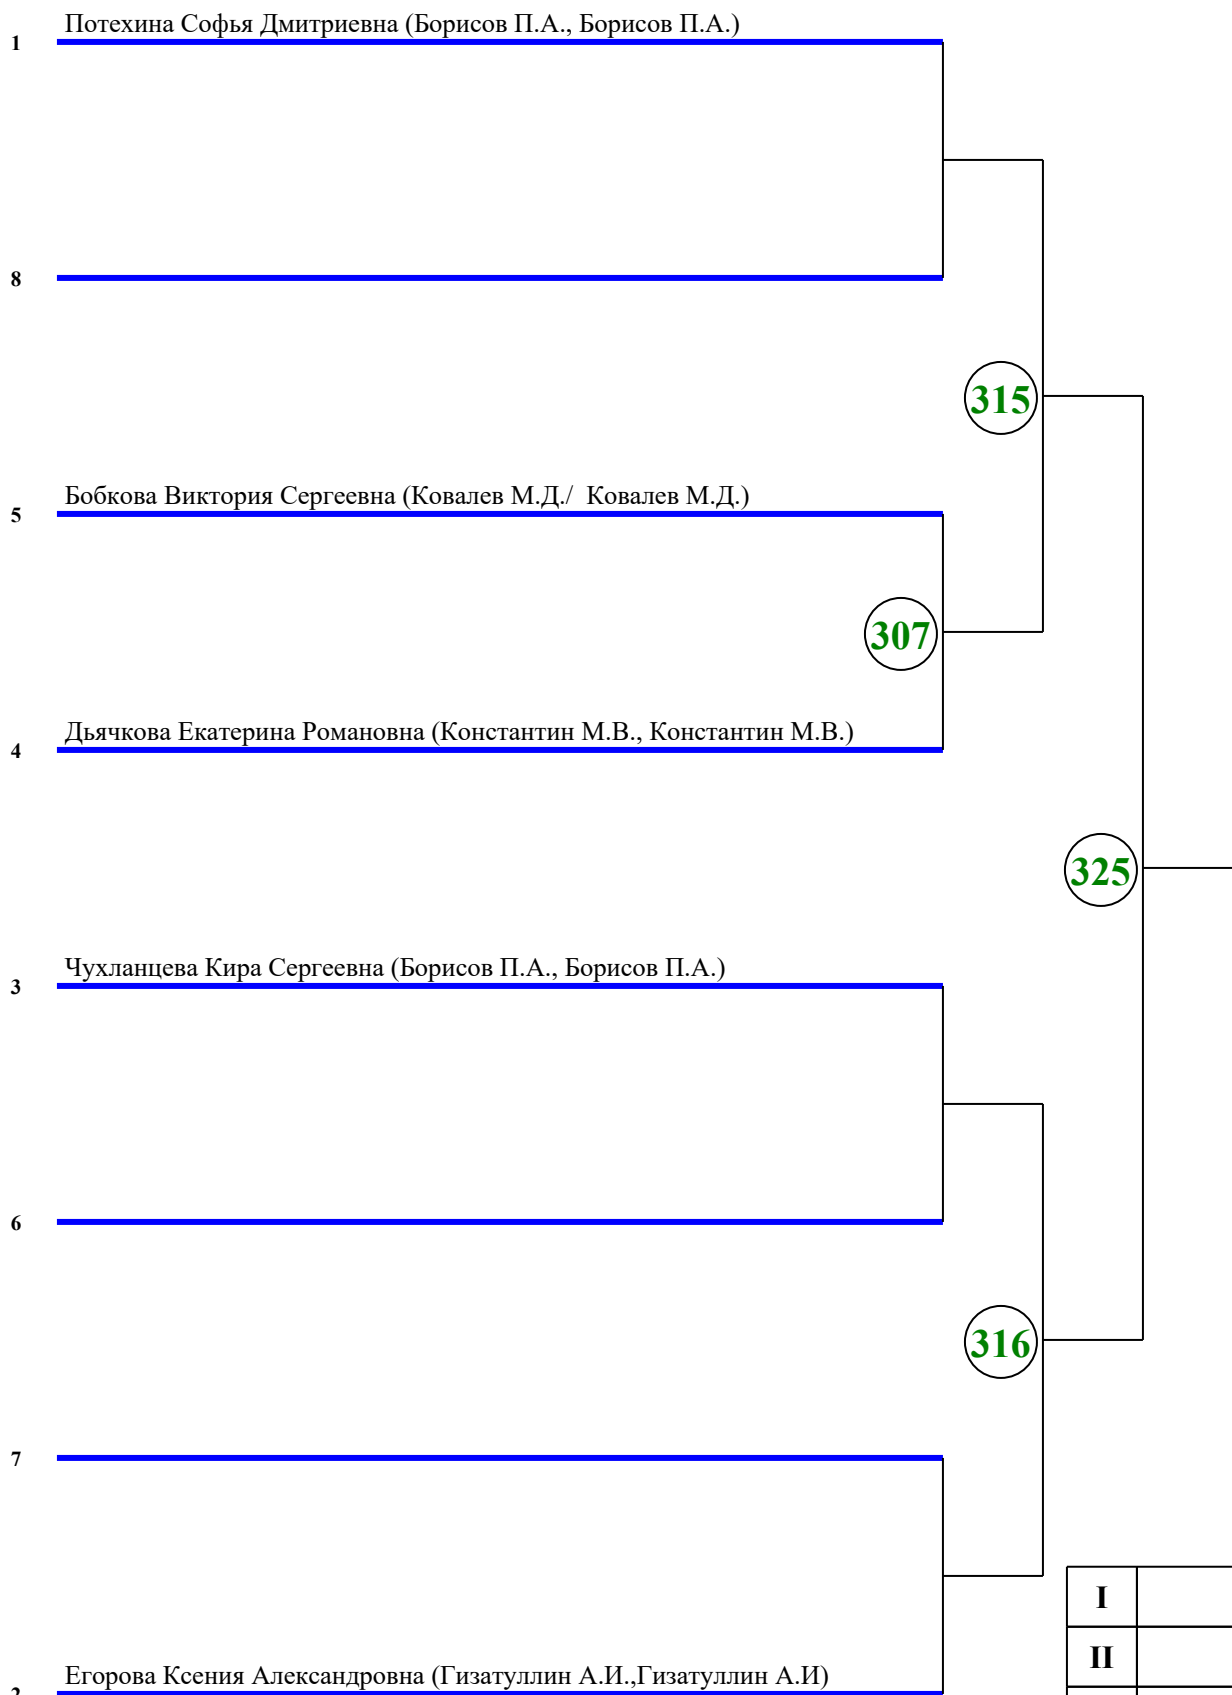 Потехина Софья Дмитриевна (Борисов П.А., Борисов П.А.)
1
8
315
Бобкова Виктория Сергеевна (Ковалев М.Д./  Ковалев М.Д.)
5
307
Дьячкова Екатерина Романовна (Константин М.В., Константин М.В.)
4
325
Чухланцева Кира Сергеевна (Борисов П.А., Борисов П.А.)
3
6
316
7
I
II
Егорова Ксения Александровна (Гизатуллин А.И.,Гизатуллин А.И)
2